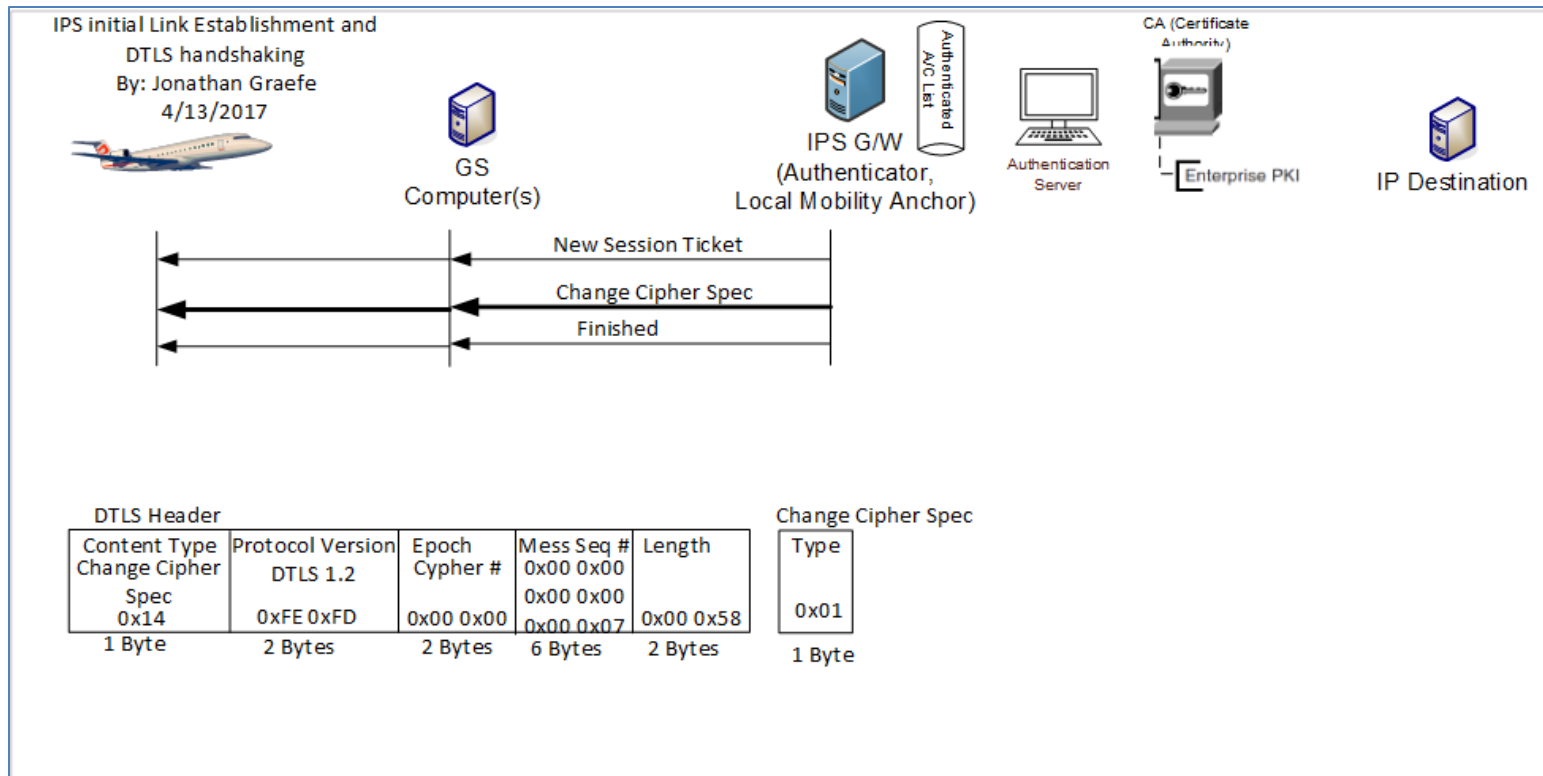 IPS initial Link Establishment and
DTLS handshaking
By: Jonathan Graefe
4/13/2017
GS
Computer(s)
Authenticated
A/C List
IPS G/W
(Authenticator,
Local Mobility Anchor)
Authentication
Server
CA (Certificate
Authority)
Enterprise PKI
IP Destination
New Session Ticket
Change Cipher Spec
Finished
DTLS Header
Content Type
Change Cipher
Spec
0x14
1 Byte
Protocol Version
DTLS 1.2
0xFE 0xFD
2 Bytes
Epoch
Cypher #
0x00 0x00
2 Bytes
Mess Seq #
0x00 0x00
0x00 0x00
0x00 0x07
6 Bytes
Length
0x00 0x58
2 Bytes
Change Cipher Spec
Type
0x01
1 Byte